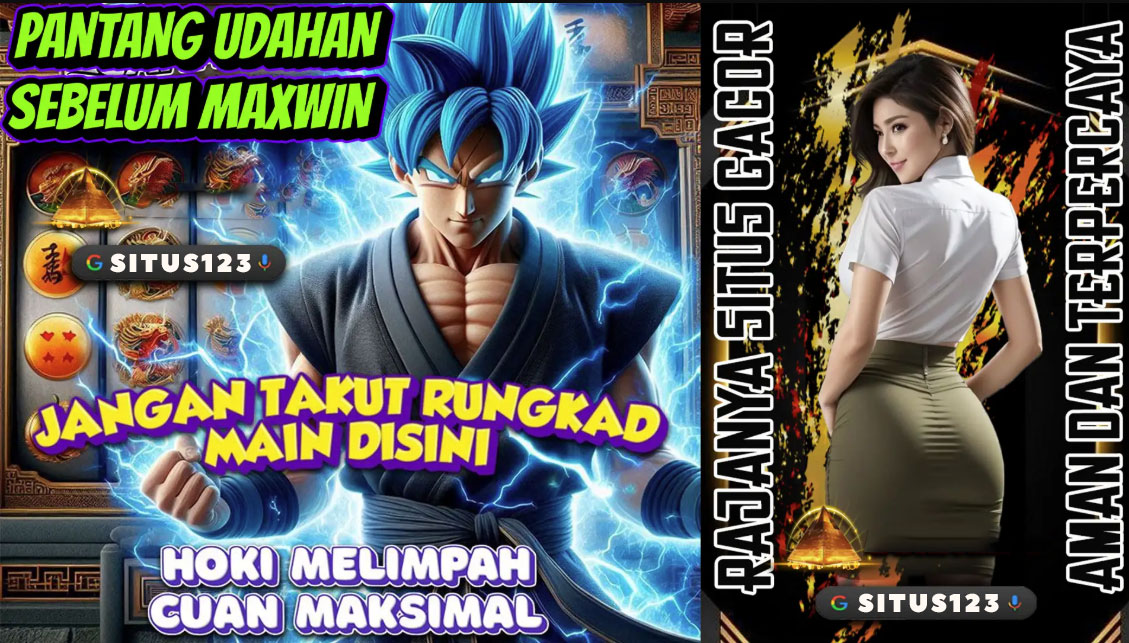 PANTANG UDAHAN
SEBELUM MAXWIN
SITUS123
JANGAN TAKUT RUNGKAD
MAIN DISINI
HOKI MELIMPAH
CUAN MAKSIMAL
RAJANYA SITUS GACOR
AMAN DAN TERPERCAYA
SITUS123